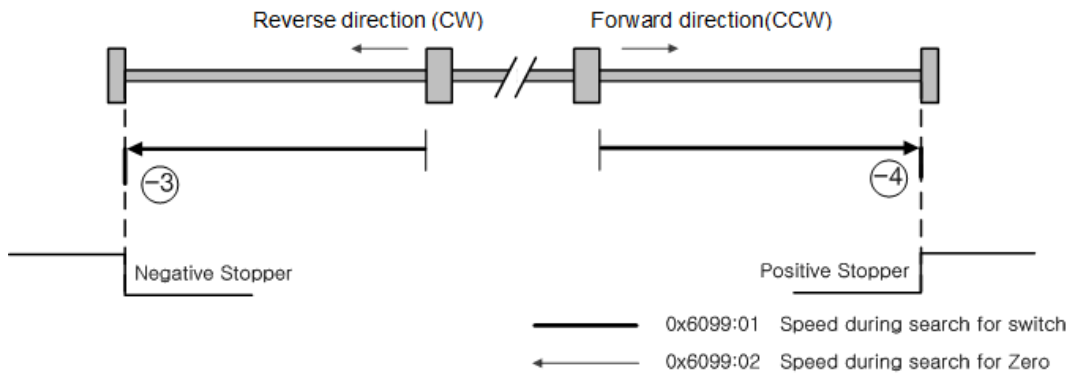 Reverse direction (CW) Forward direction(CCW)
-3 -4
Negative Stopper Positive Stopper
0x6099:01 Speed during search for switch
0x6099:02 Speed during search for Zero